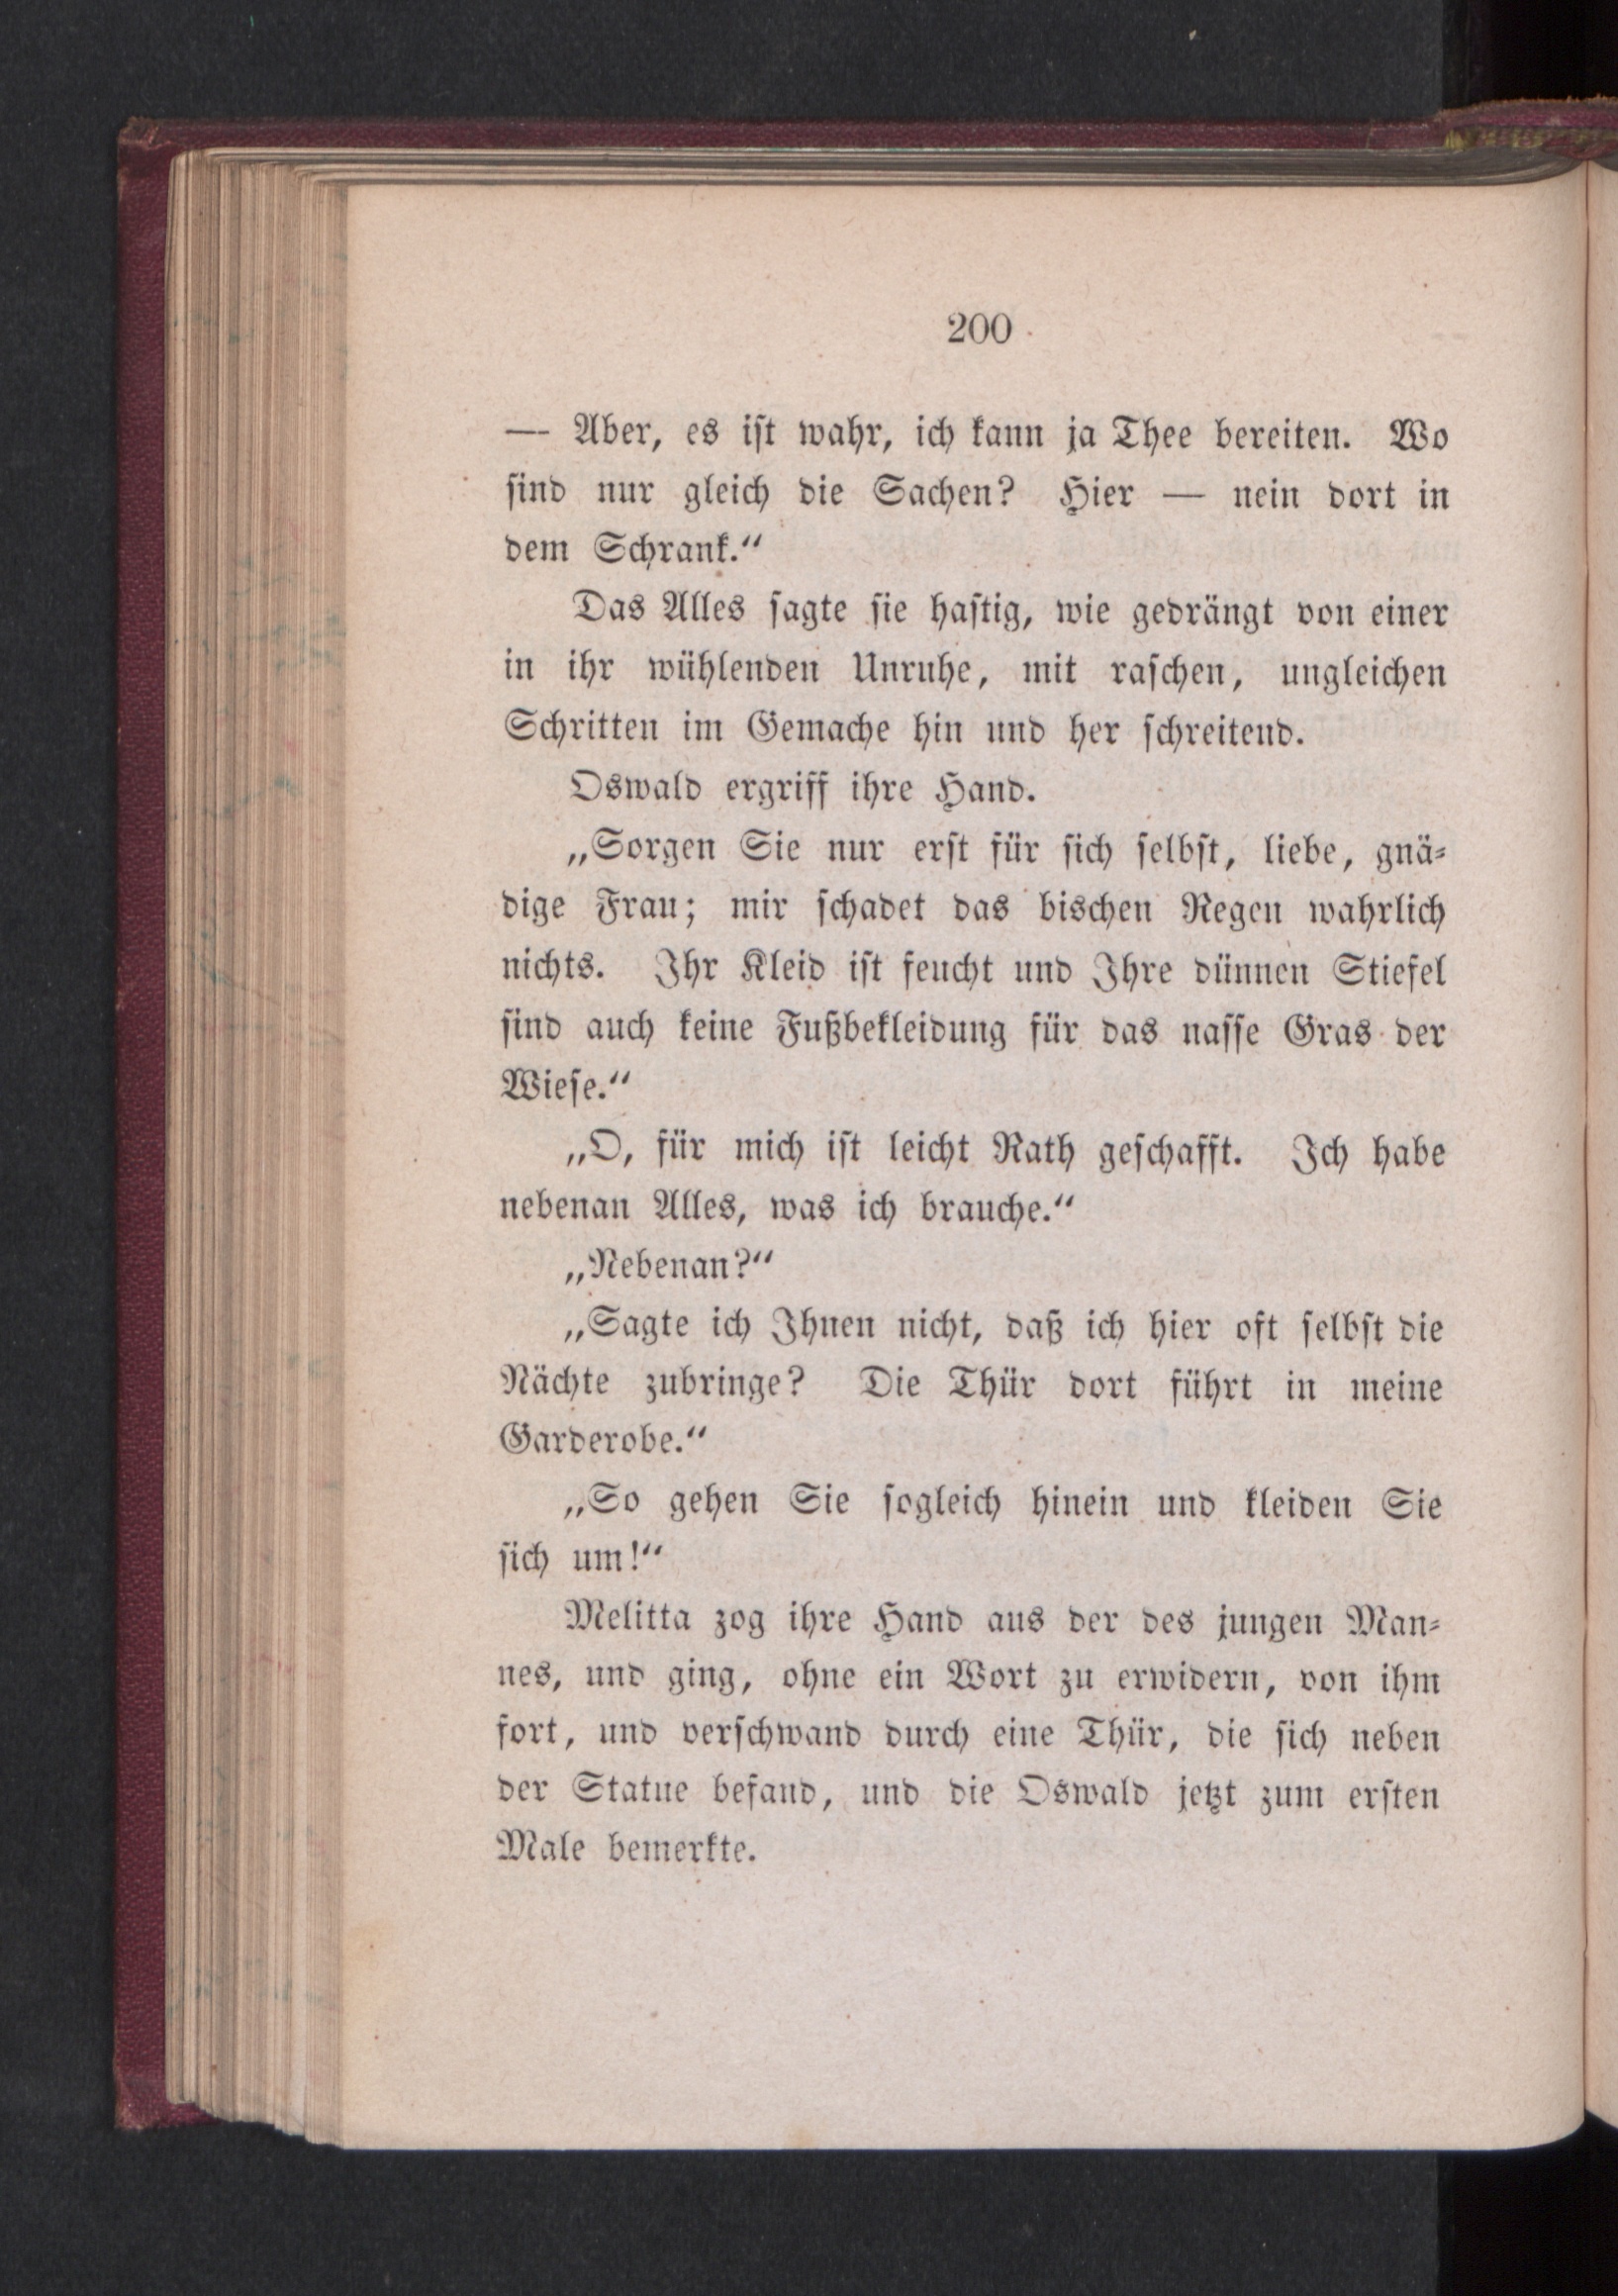 200
— Aber, es ist wahr, ich kann ja Thee bereiten. Wo
sind nur gleich die Sachen? Hier — nein dort in
dem Schrank.“
Das Alles sagte sie hastig, wie gedrängt von einer
in ihr wühlenden Unruhe, mit raschen, ungleichen
Schritten im Gemache hin und her schreitend.
Oswald ergriff ihre Hand.
„Sorgen Sie nur erst für sich selbst, liebe, gnä-
dige Frau; mir schadet das bischen Regen wahrlich
nichts. Ihr Kleid ist feucht und Ihre dünnen Stiefel
sind auch keine Fußbekleidung für das nasse Gras der
Wiese.“
„O, für mich ist leicht Rath geschafft. Ich habe
nebenan Alles, was ich brauche.“
„Nebenan?“
„Sagte ich Ihnen nicht, daß ich hier oft selbst die
Nächte zubringe? Die Thür dort führt in meine
Garderobe.“
„So gehen Sie sogleich hinein und kleiden Sie
sich um!“
Melitta zog ihre Hand aus der des jungen Man-
nes, und ging, ohne ein Wort zu erwidern, von ihm
fort, und verschwand durch eine Thür, die sich neben
der Statue befand, und die Oswald jetzt zum ersten
Male bemerkte.